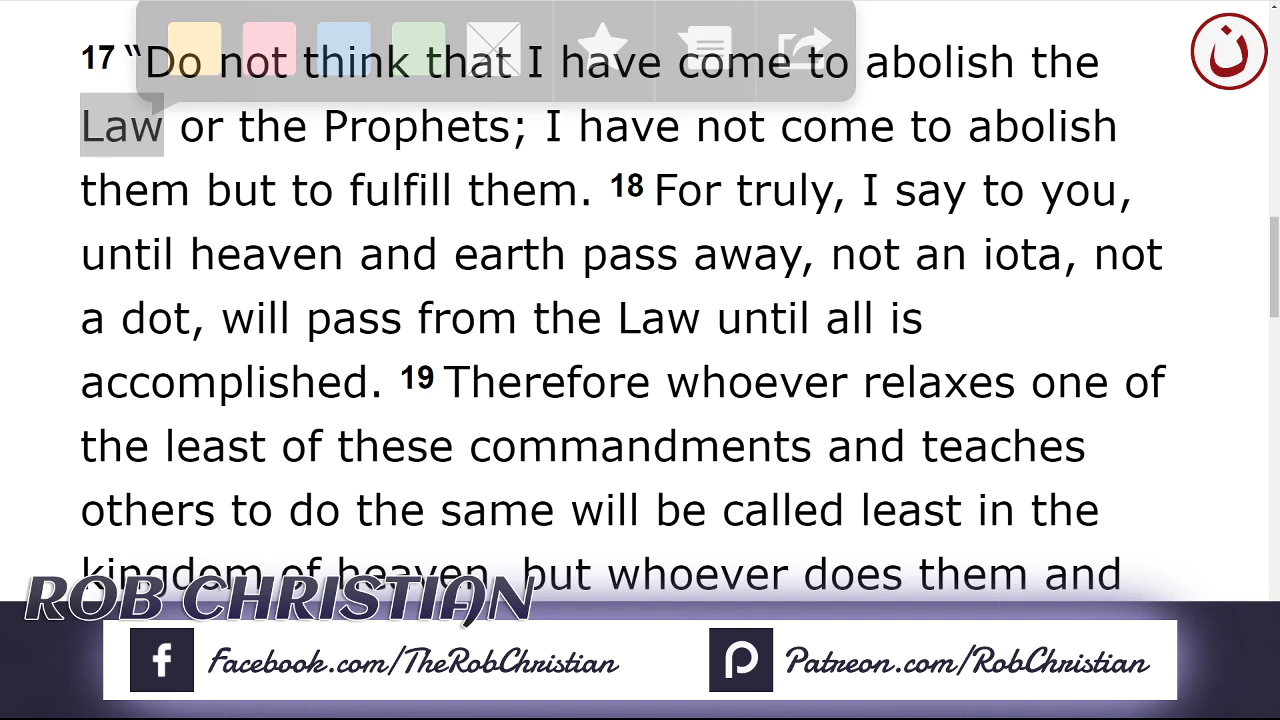 17 “Do not think that I have come to abolish the
Law or the Prophets; I have not come to abolish
them but to fulfill them. 18 For truly, I say to you,
until heaven and earth pass away, not an iota, not
a dot, will pass from the Law until all is
accomplished. 19 Therefore whoever relaxes one of
the least of these commandments and teaches
others to do the same will be called least in the
kingdom of heaven, but whoever does them and
ROB CHRISTIAN
Facebook.com/TheRobChristian
Patreon.com/RobChristian
ن